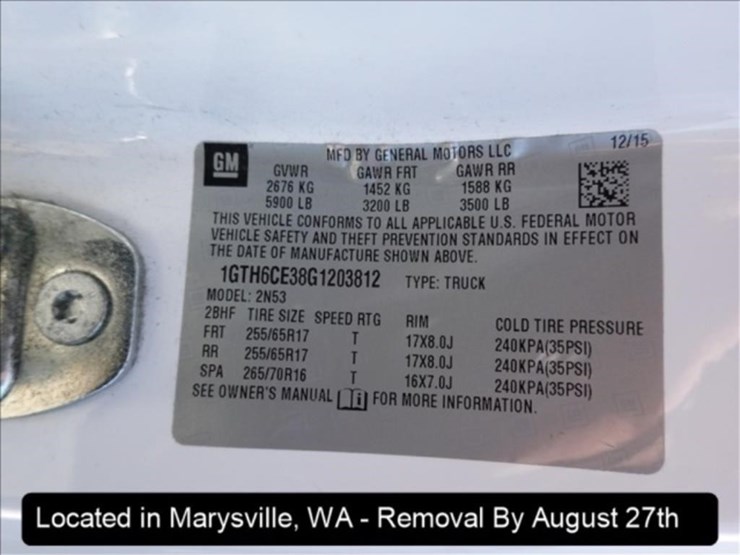 GM
MFD BY GENERAL MOTORS LLC 12/15
GVWR GAWR FRT GAWR RR
2676 KG 1452 KG 1588 KG
5900 LB 3200 LB 3500 LB
THIS VEHICLE CONFORMS TO ALL APPLICABLE U.S. FEDERAL MOTOR
VEHICLE SAFETY AND THEFT PREVENTION STANDARDS IN EFFECT ON
THE DATE OF MANUFACTURE SHOWN ABOVE.
1GTH6CE38G1203812 TYPE: TRUCK
MODEL: 2N53
2BHF TIRE SIZE SPEED RTG RIM COLD TIRE PRESSURE
FRT 255/65R17 T 17X8.0J 240KPA(35PSI)
RR 255/65R17 T 17X8.0J 240KPA(35PSI)
SPA 265/70R16 T 16X7.0J 240KPA(35PSI)
SEE OWNER'S MANUAL FOR MORE INFORMATION.
Located in Marysville, WA - Removal By August 27th